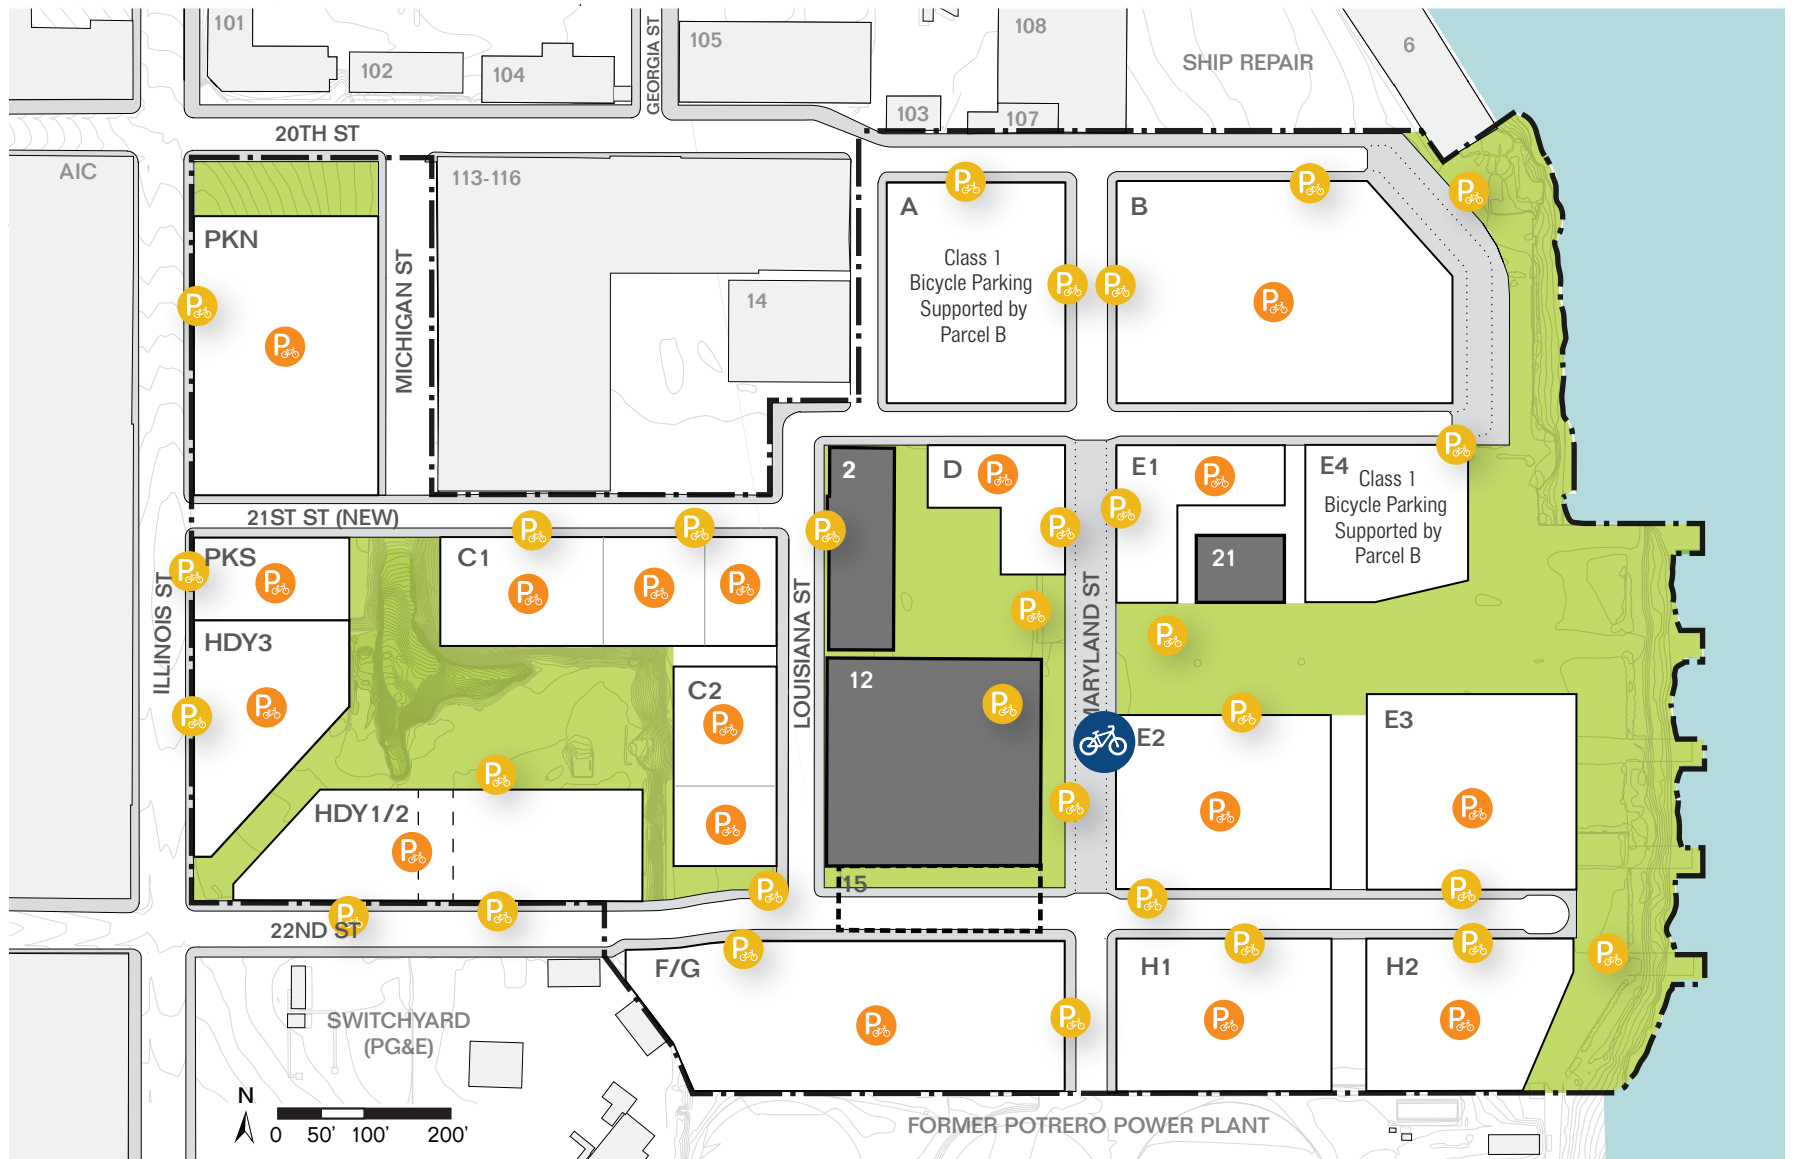 101
102
104
GEORGIA ST
105
108
103
107
SHIP REPAIR
6
20TH ST
AIC
113-116
14
PKN
MICHIGAN ST
A
Class 1
Bicycle Parking
Supported by
Parcel B
B
P
P
P
P
P
P
P
P
2
D
E1
E4
Class 1
Bicycle Parking
Supported by
Parcel B
21
P
P
P
P
P
P
21ST ST (NEW)
PKS
C1
ILLINOIS ST
HDY3
LOUISIANA ST
MARYLAND ST
P
P
P
P
P
P
P
P
P
C2
12
E2
E3
P
P
P
P
P
P
P
HDY1/2
P
P
P
P
P
P
P
15
22ND ST
P
P
P
P
P
F/G
H1
H2
P
P
P
P
P
P
P
P
SWITCHYARD
(PG&E)
N
0 50' 100' 200'
FORMER POTRERO POWER PLANT